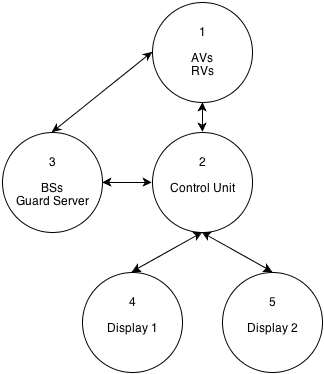 1
AVs
RVs
3
BSs
Guard Server
2
Control Unit
4
Display 1
5
Display 2